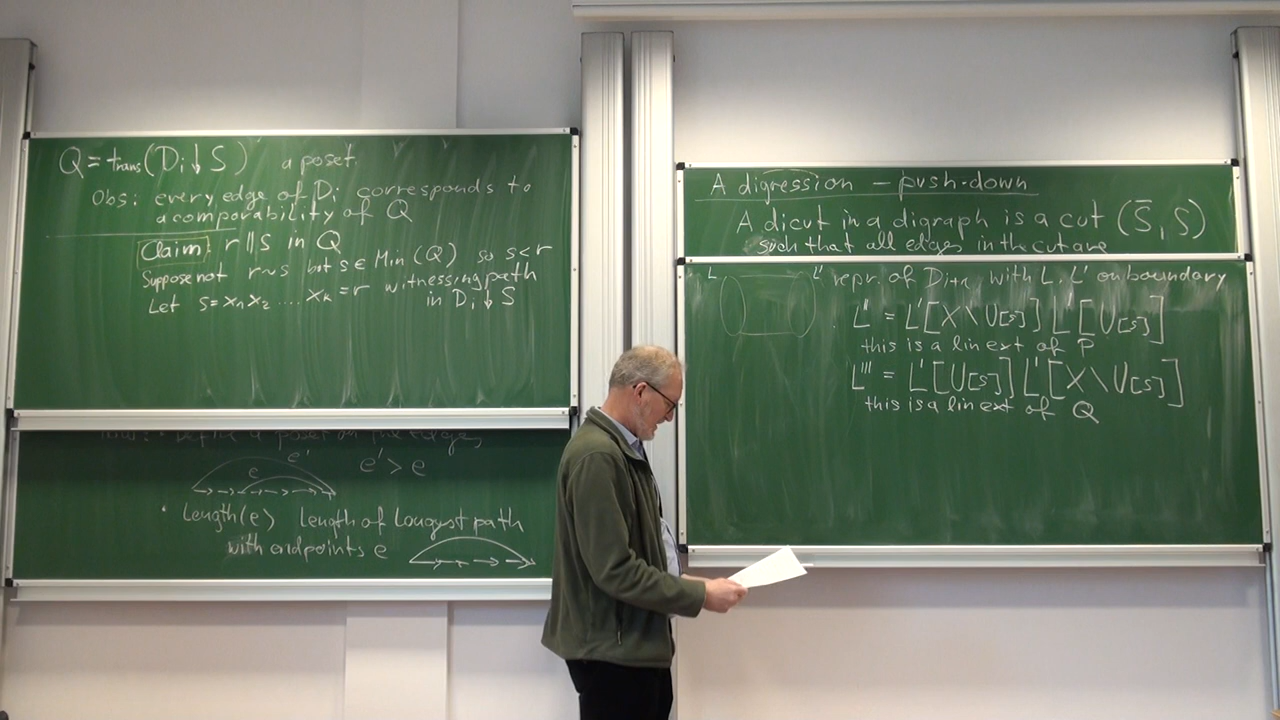 Q = trans(Di↓S) a poset.
Obs: every edge of Di corresponds to
a comporability of Q
Claim: r || s in Q
Suppose not r~s but s ∈ Min(Q) so s<r
Let s = x1, x2 .... xk = r witnessing path
in Di↓S
e'
e
e' > e
Length(e) Length of Longest path
with endpoints e
A digression – push-down
A dicut in a digraph is a cut (S̄, S)
such that all edges in the cut are
L L' repr. of Di+1 with L, L' on boundary
L'' = L'[X\U[s]] L[U[s]]
this is a lin ext of P
L''' = L'[U[s]] L'[X\U[s]]
this is a lin ext of Q